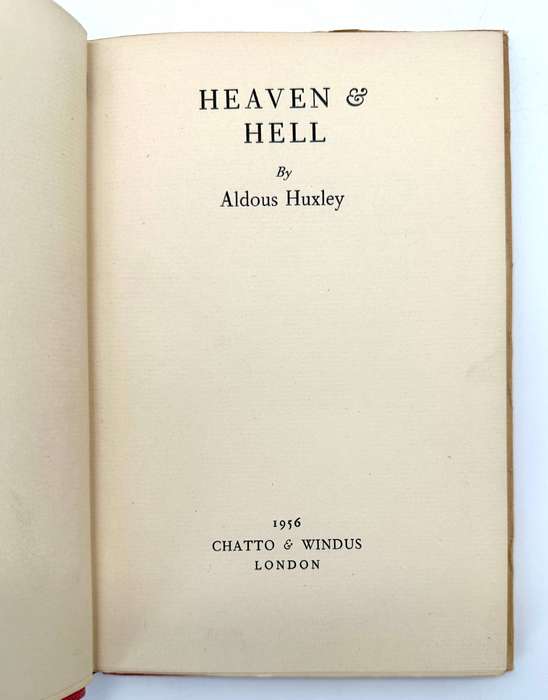 HEAVEN &
HELL
By
Aldous Huxley
1956
CHATTO & WINDUS
LONDON